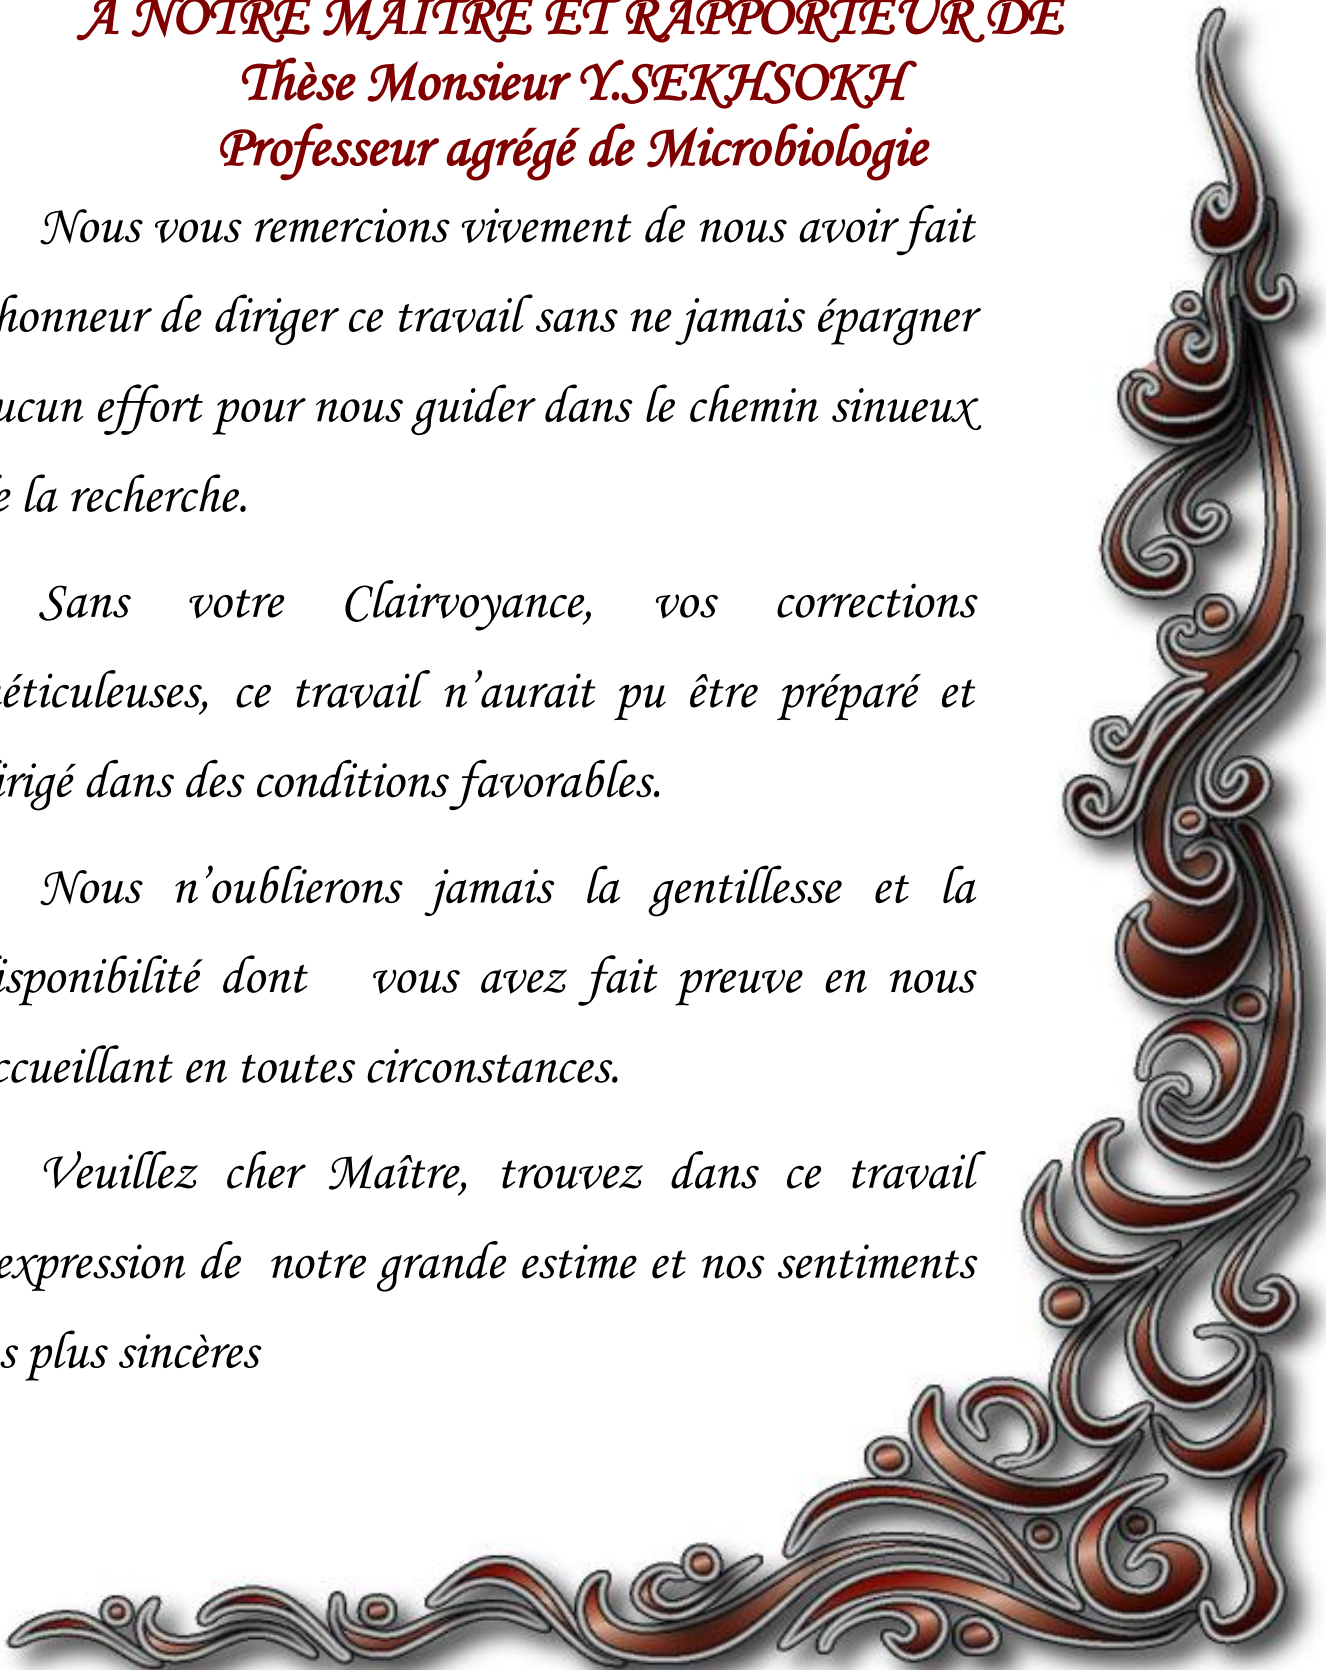 A NOTRE MAITRE ET RAPPORTEUR DE
Thèse Monsieur Y.SEKHSOKH
Professeur agrégé de Microbiologie
Nous vous remercions vivement de nous avoir fait
honneur de diriger ce travail sans ne jamais épargner
ucun effort pour nous guider dans le chemin sinueux
e la recherche.
Sans votre Clairvoyance, vos corrections
éticuleuses, ce travail n’aurait pu être préparé et
irigé dans des conditions favorables.
Nous n’oublierons jamais la gentillesse et la
isponibilité dont vous avez fait preuve en nous
ccueillant en toutes circonstances.
Veuillez cher Maître, trouvez dans ce travail
expression de notre grande estime et nos sentiments
s plus sincères